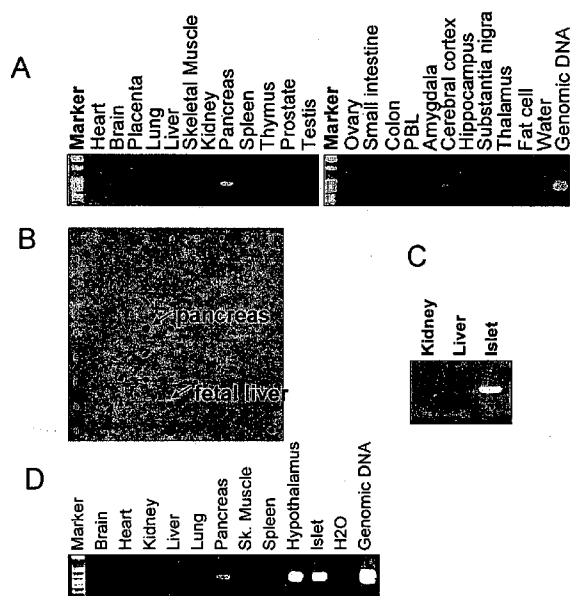 A
Marker
Heart
Brain
Placenta
Lung
Liver
Skeletal Muscle
Kidney
Pancreas
Spleen
Thymus
Prostate
Testis
Marker
Ovary
Small intestine
Colon
PBL
Amygdala
Cerebral cortex
Hippocampus
Substantia nigra
Thalamus
Fat cell
Water
Genomic DNA
B
pancreas
fetal liver
C
Kidney
Liver
Islet
D
Marker
Brain
Heart
Kidney
Liver
Lung
Pancreas
Sk. Muscle
Spleen
Hypothalamus
Islet
H2O
Genomic DNA